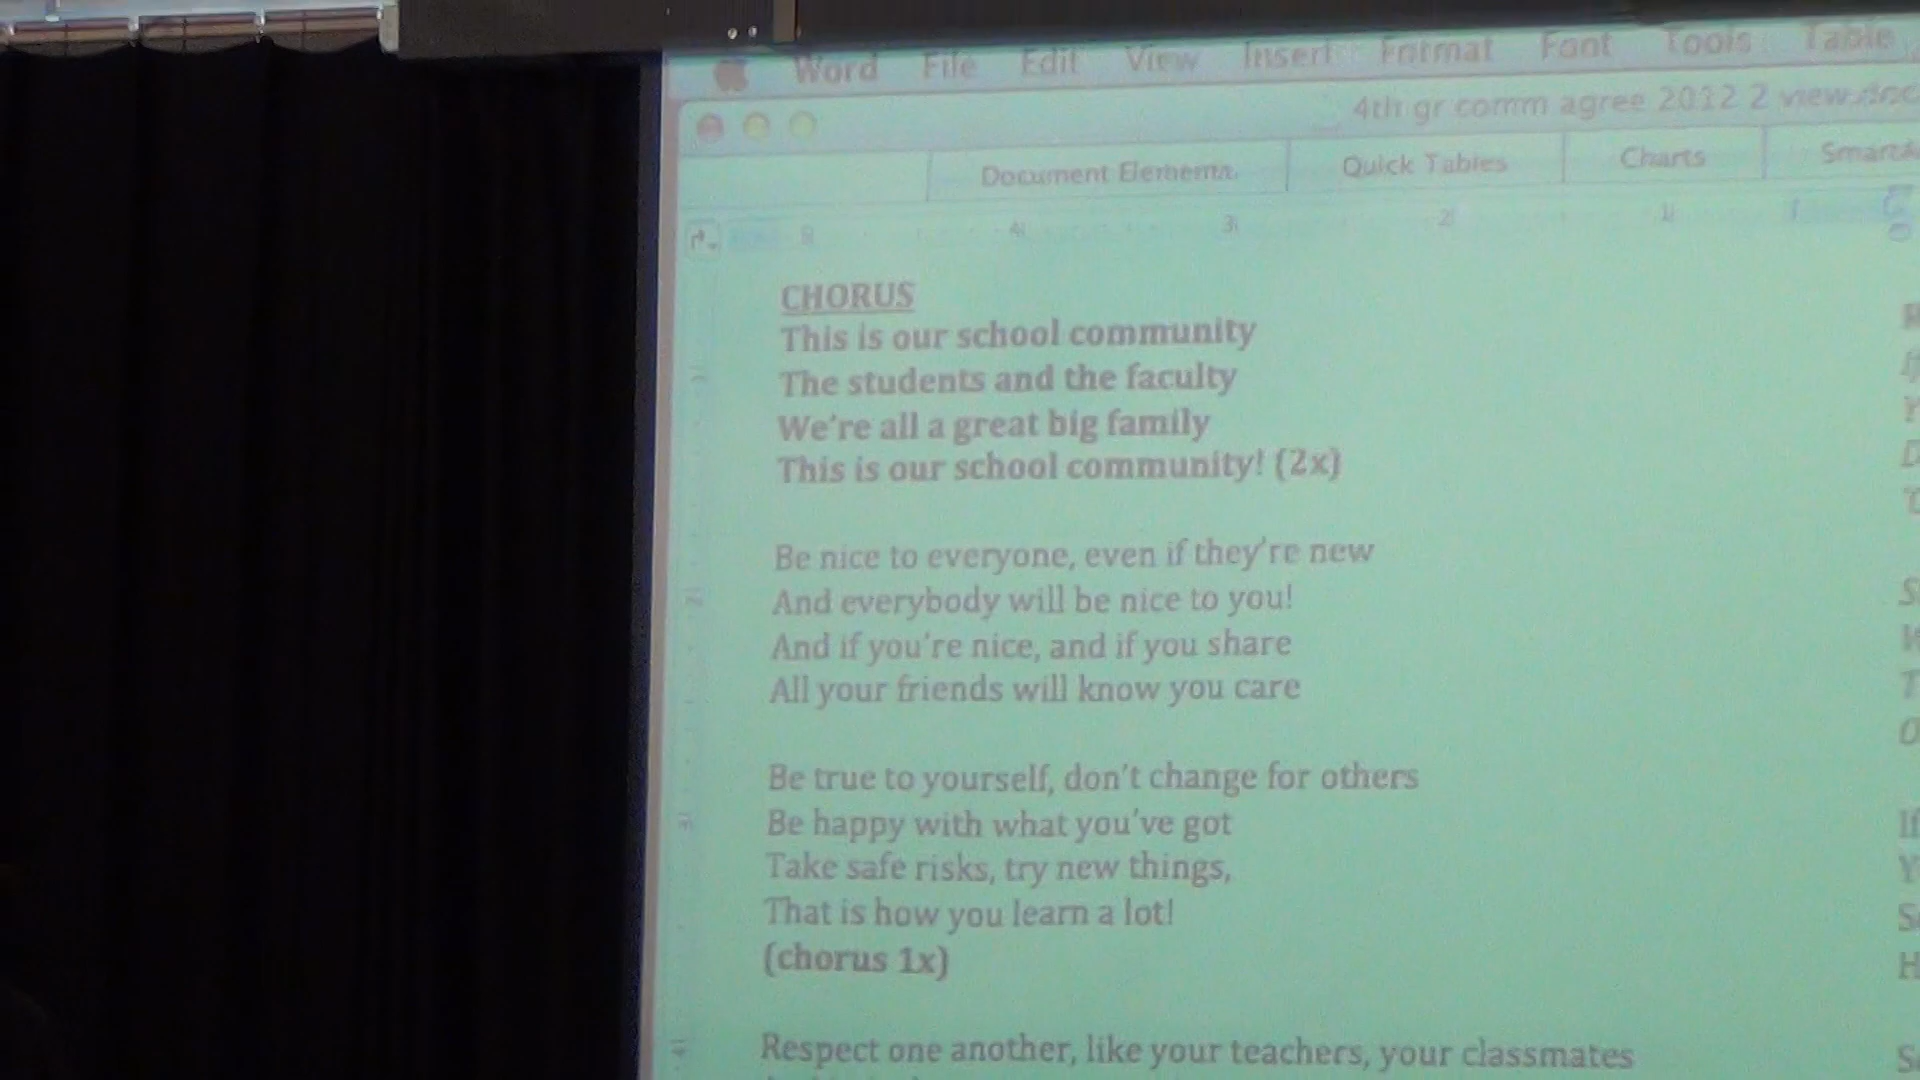 Word File Edit View Insert Format Font Tools Table
4th gr comm agree 2012 2 view.doc
Document Elements Quick Tables Charts
CHORUS
This is our school community
The students and the faculty
We're all a great big family
This is our school community! (2x)
Be nice to everyone, even if they're new
And everybody will be nice to you!
And if you're nice, and if you share
All your friends will know you care
Be true to yourself, don't change for others
Be happy with what you've got
Take safe risks, try new things,
That is how you learn a lot!
(chorus 1x)
Respect one another, like your teachers, your classmates